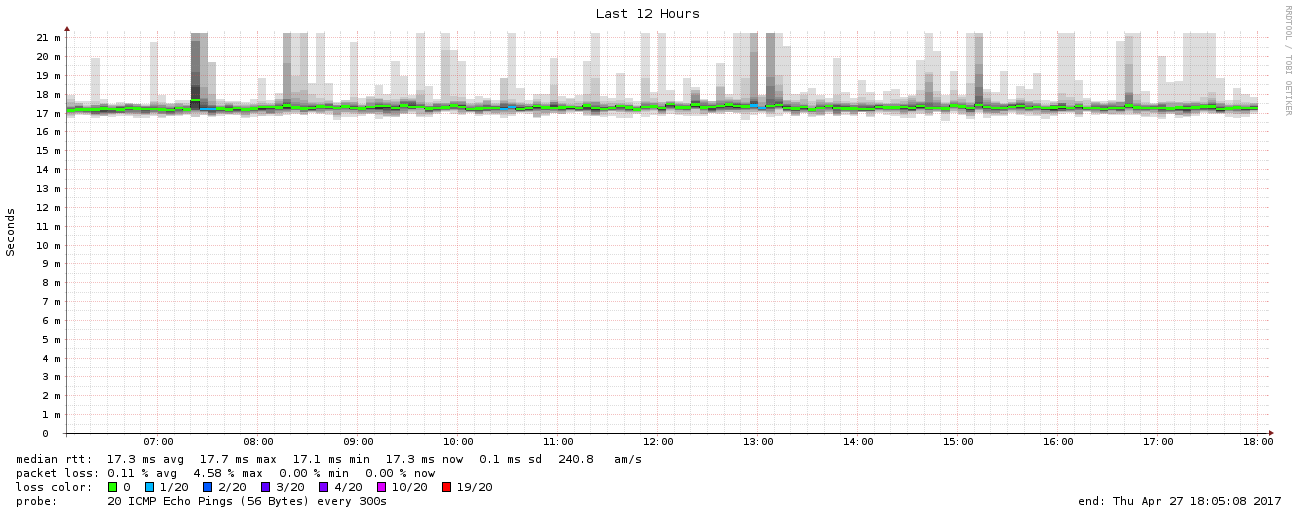 Last 12 Hours
RRDTOOL / TOBI OETIKER
Seconds
21 m
20 m
19 m
18 m
17 m
16 m
15 m
14 m
13 m
12 m
11 m
10 m
9 m
8 m
7 m
6 m
5 m
4 m
3 m
2 m
1 m
0
07:00 08:00 09:00 10:00 11:00 12:00 13:00 14:00 15:00 16:00 17:00 18:00
median rtt: 17.3 ms avg 17.7 ms max 17.1 ms min 17.3 ms now 0.1 ms sd 240.8 am/s
packet loss: 0.11 % avg 4.58 % max 0.00 % min 0.00 % now
loss color: 0 1/20 2/20 3/20 4/20 10/20 19/20
probe: 20 ICMP Echo Pings (56 Bytes) every 300s end: Thu Apr 27 18:05:08 2017